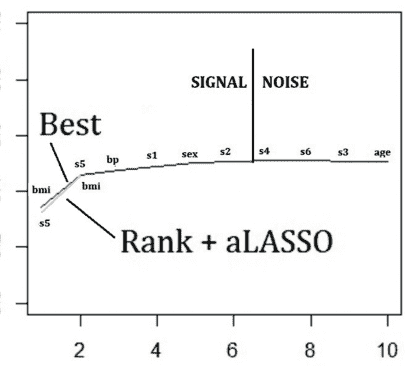 SIGNAL NOISE
Best
s5 bp s1 sex s2 s4 s6 s3 age
bmi bmi
s5
Rank + aLASSO
2 4 6 8 10